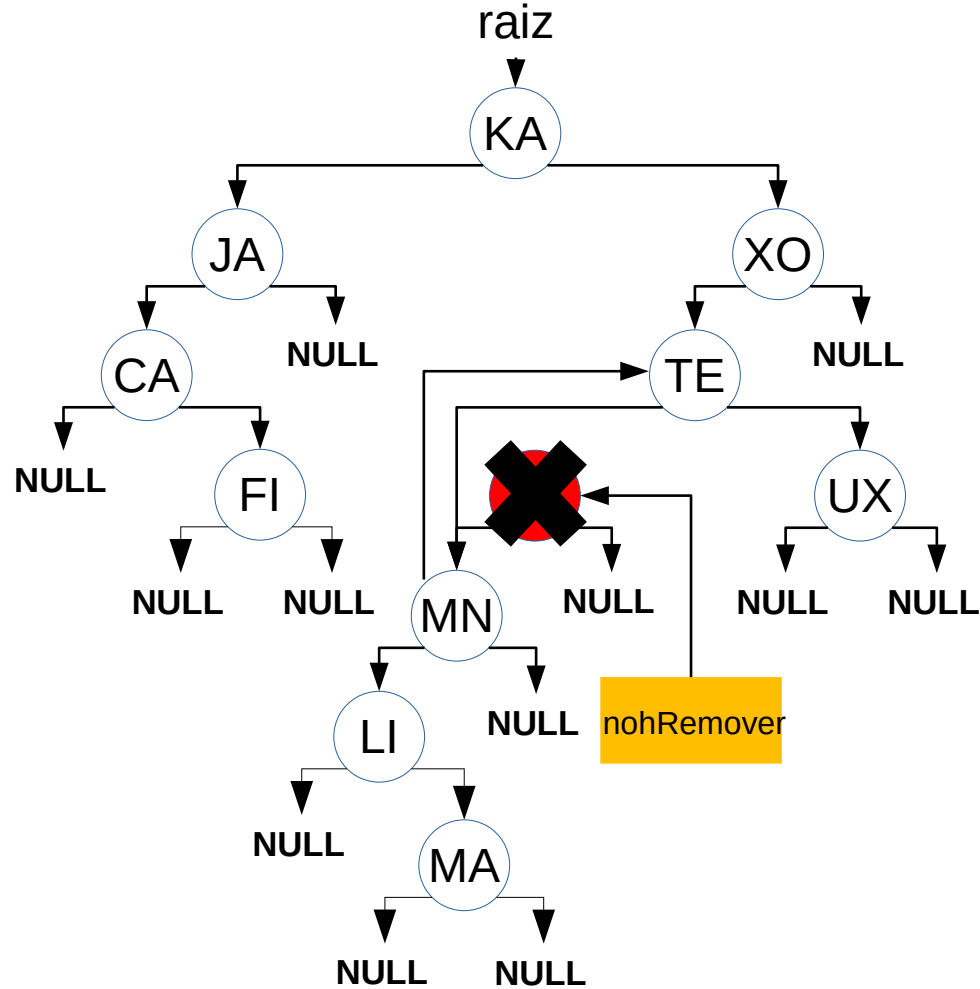 raiz
KA
JA
XO
NULL
NULL
CA
TE
NULL
FI
UX
NULL
NULL
NULL
NULL
NULL
MN
NULL
nohRemover
LI
NULL
MA
NULL
NULL